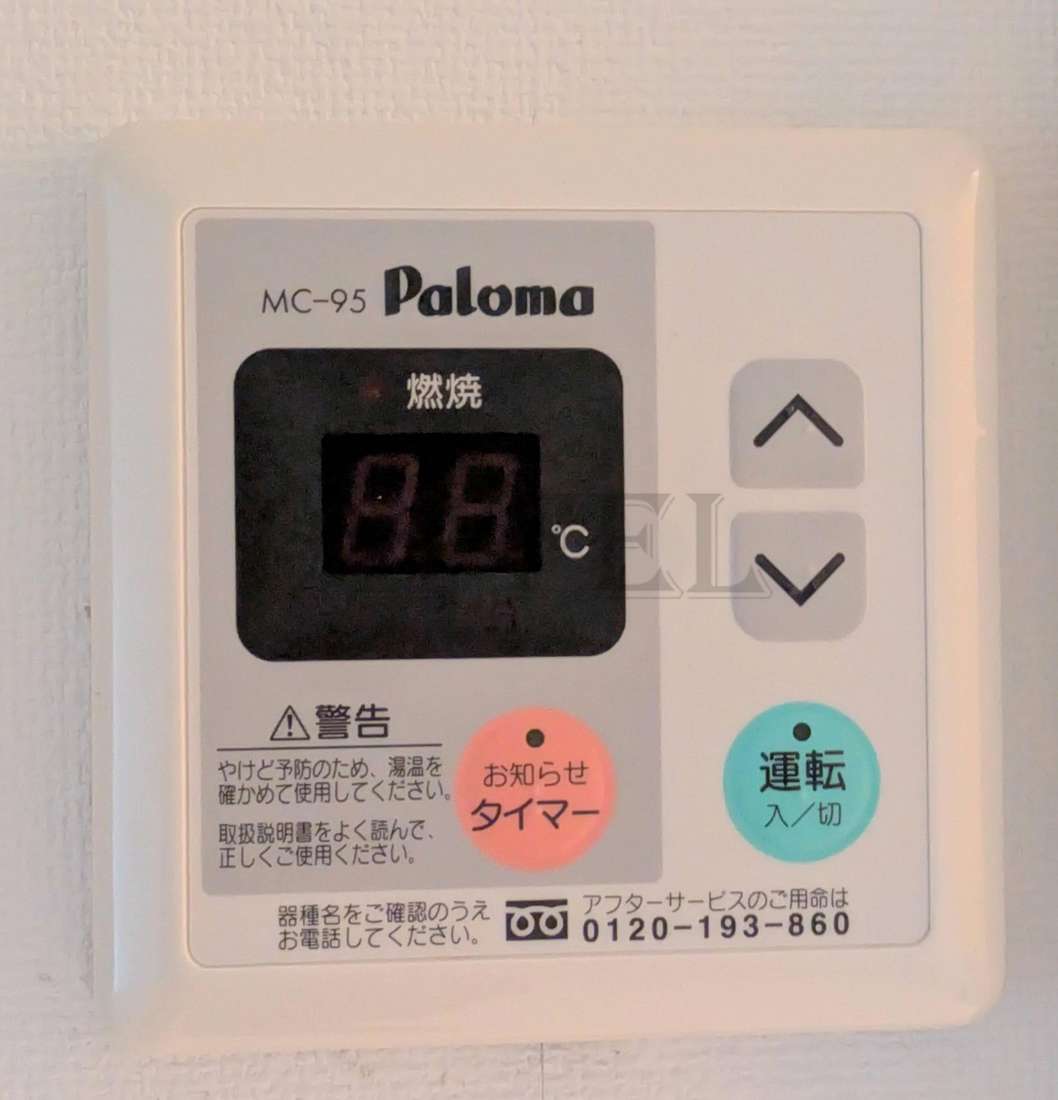 MC-95 Paloma
燃焼
℃
警告
やけど予防のため、湯温を
確かめて使用してください。
取扱説明書をよく読んで、
正しくご使用ください。
お知らせ
タイマー
運転
入/切
器種名をご確認のうえ
お電話してください。
アフターサービスのご用命は
0120-193-860